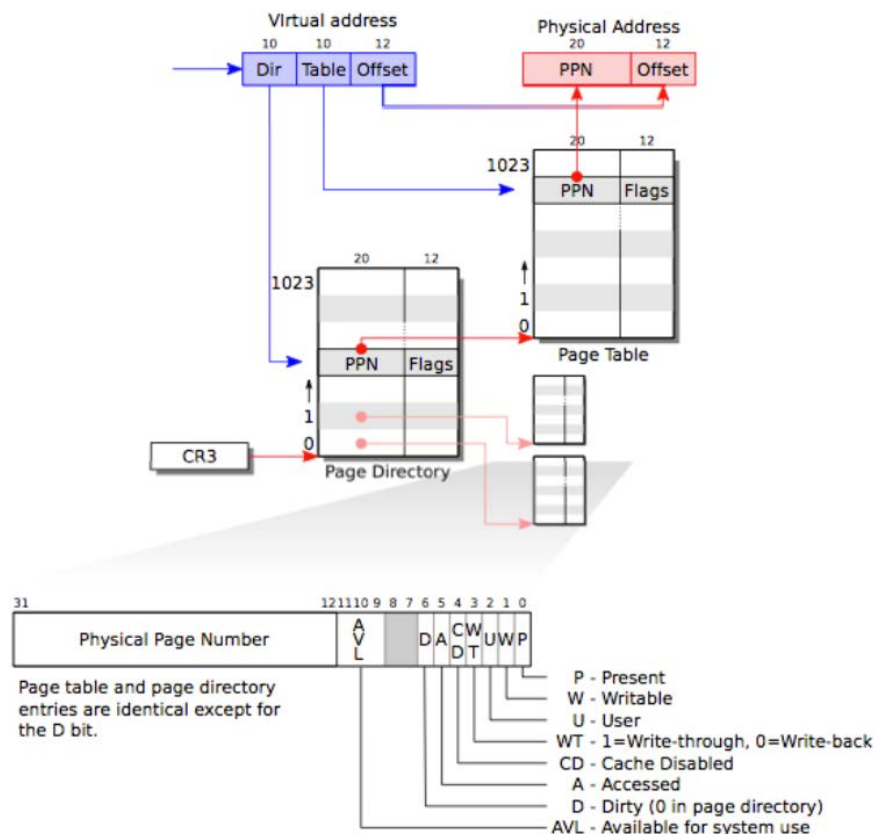 VIrtual address
10 10 12
Dir Table Offset
Physical Address
20 12
PPN Offset
20 12
1023
PPN Flags
1
0
Page Table
20 12
1023
PPN Flags
1
0
CR3
Page Directory
31 12 11 10 9 8 7 6 5 4 3 2 1 0
Physical Page Number AVL D A CD WT U W P
Page table and page directory
entries are identical except for
the D bit.
P - Present
W - Writable
U - User
WT - 1=Write-through, 0=Write-back
CD - Cache Disabled
A - Accessed
D - Dirty (0 in page directory)
AVL - Available for system use